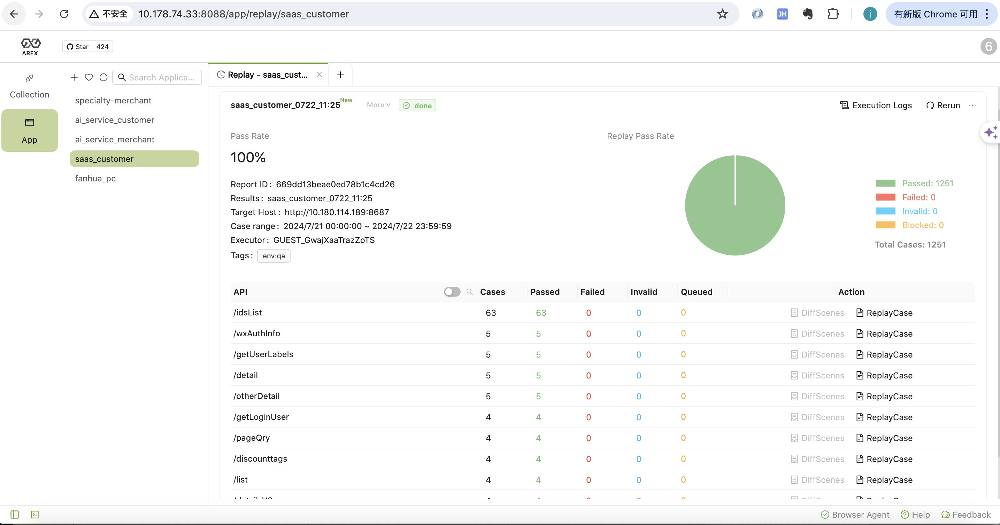 不安全 10.178.74.33:8088/app/replay/saas_customer
JH
j
有新版 Chrome 可用
AREX
Star 424
6
Collection
App
Search Applica...
specialty-merchant
ai_service_customer
ai_service_merchant
saas_customer
fanhua_pc
Replay - saas_cust...
saas_customer_0722_11:25 New More V done
Execution Logs Rerun
Pass Rate
100%
Report ID: 669dd13beae0ed78b1c4cd26
Results: saas_customer_0722_11:25
Target Host: http://10.180.114.189:8687
Case range: 2024/7/21 00:00:00 ~ 2024/7/22 23:59:59
Executor: GUEST_GwajXaaTrazZoTS
Tags: env:qa
Replay Pass Rate
Passed: 1251
Failed: 0
Invalid: 0
Blocked: 0
Total Cases: 1251
API Cases Passed Failed Invalid Queued Action
/idsList 63 63 0 0 0 DiffScenes ReplayCase
/wxAuthInfo 5 5 0 0 0 DiffScenes ReplayCase
/getUserLabels 5 5 0 0 0 DiffScenes ReplayCase
/detail 5 5 0 0 0 DiffScenes ReplayCase
/otherDetail 5 5 0 0 0 DiffScenes ReplayCase
/getLoginUser 4 4 0 0 0 DiffScenes ReplayCase
/pageQry 4 4 0 0 0 DiffScenes ReplayCase
/discounttags 4 4 0 0 0 DiffScenes ReplayCase
/list 4 4 0 0 0 DiffScenes ReplayCase
Browser Agent Help Feedback